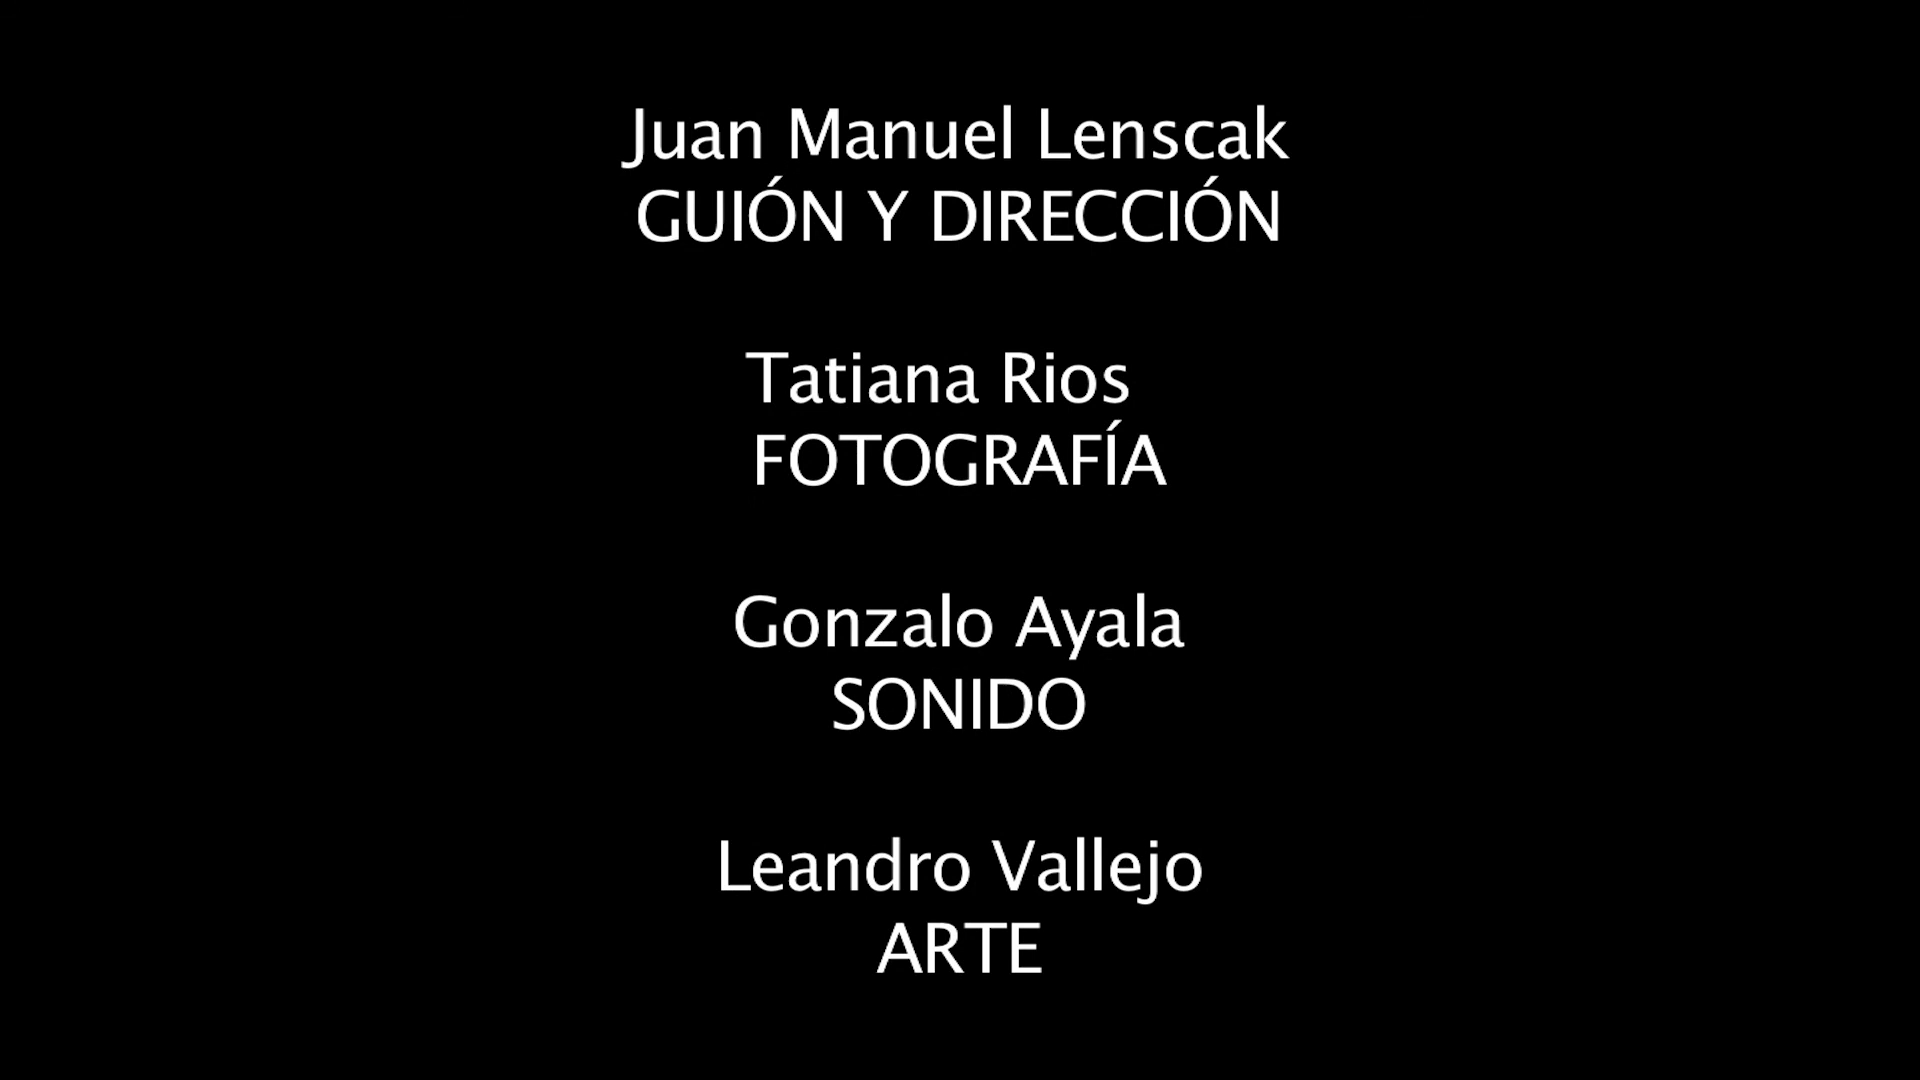 Juan Manuel Lenscak
GUIÓN Y DIRECCIÓN
Tatiana Rios
FOTOGRAFÍA
Gonzalo Ayala
SONIDO
Leandro Vallejo
ARTE